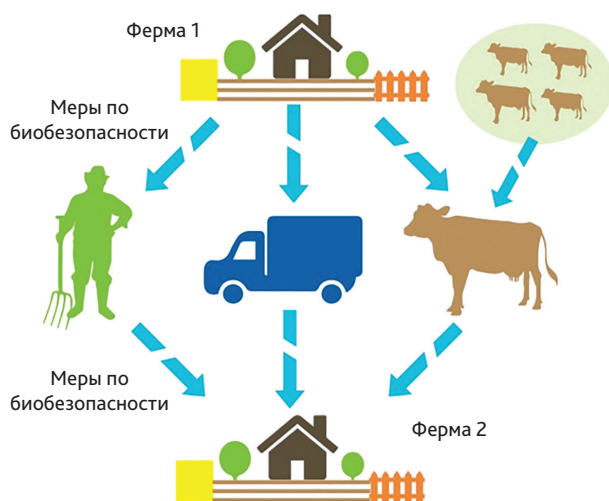 Ферма 1
Меры по
биобезопасности
Меры по
биобезопасности
Ферма 2